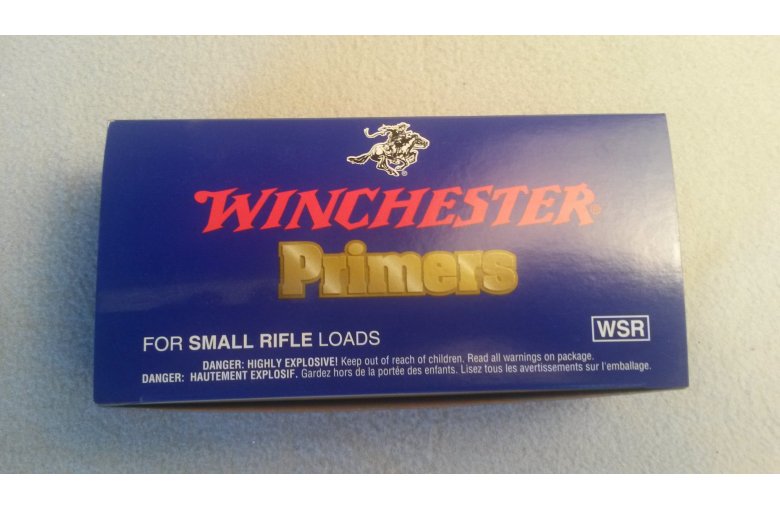 WINCHESTER®
Primers
FOR SMALL RIFLE LOADS
WSR
DANGER: HIGHLY EXPLOSIVE! Keep out of reach of children. Read all warnings on package.
DANGER: HAUTEMENT EXPLOSIF. Gardez hors de la portée des enfants. Lisez tous les avertissements sur l'emballage.